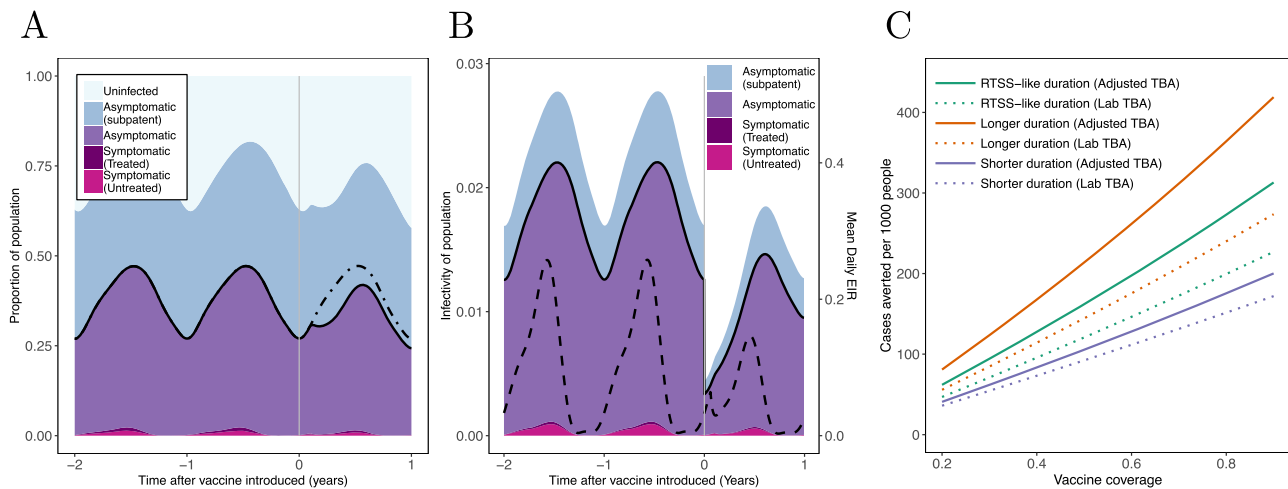 A
B
C
1.00
0.75
0.50
0.25
0.00
Proportion of population
Uninfected
Asymptomatic
(subpatent)
Asymptomatic
Symptomatic
(Treated)
Symptomatic
(Untreated)
−2
−1
0
1
Time after vaccine introduced (years)
0.03
0.02
0.01
0.00
Infectivity of population
Asymptomatic
(subpatent)
Asymptomatic
Symptomatic
(Treated)
Symptomatic
(Untreated)
0.4
0.2
0.0
Mean Daily EIR
−2
−1
0
1
Time after vaccine introduced (Years)
400
300
200
100
0
Cases averted per 1000 people
RTSS−like duration (Adjusted TBA)
RTSS−like duration (Lab TBA)
Longer duration (Adjusted TBA)
Longer duration (Lab TBA)
Shorter duration (Adjusted TBA)
Shorter duration (Lab TBA)
0.2
0.4
0.6
0.8
Vaccine coverage